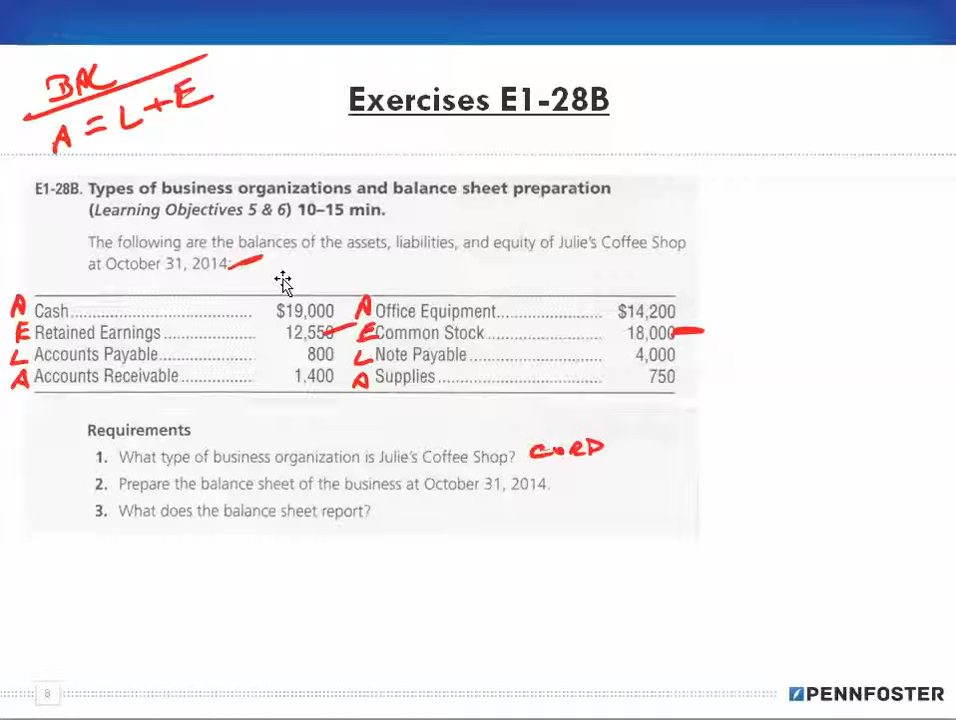 BAL
A = L + E
Exercises E1-28B
E1-28B. Types of business organizations and balance sheet preparation
(Learning Objectives 5 & 6) 10–15 min.
The following are the balances of the assets, liabilities, and equity of Julie's Coffee Shop
at October 31, 2014:
A Cash................................................ $19,000 A Office Equipment........................ $14,200
E Retained Earnings........................ 12,550 E Common Stock............................ 18,000
L Accounts Payable........................ 800 L Note Payable................................ 4,000
A Accounts Receivable.................. 1,400 A Supplies........................................ 750
Requirements
1. What type of business organization is Julie's Coffee Shop? CORP
2. Prepare the balance sheet of the business at October 31, 2014.
3. What does the balance sheet report?
8
PENNFOSTER